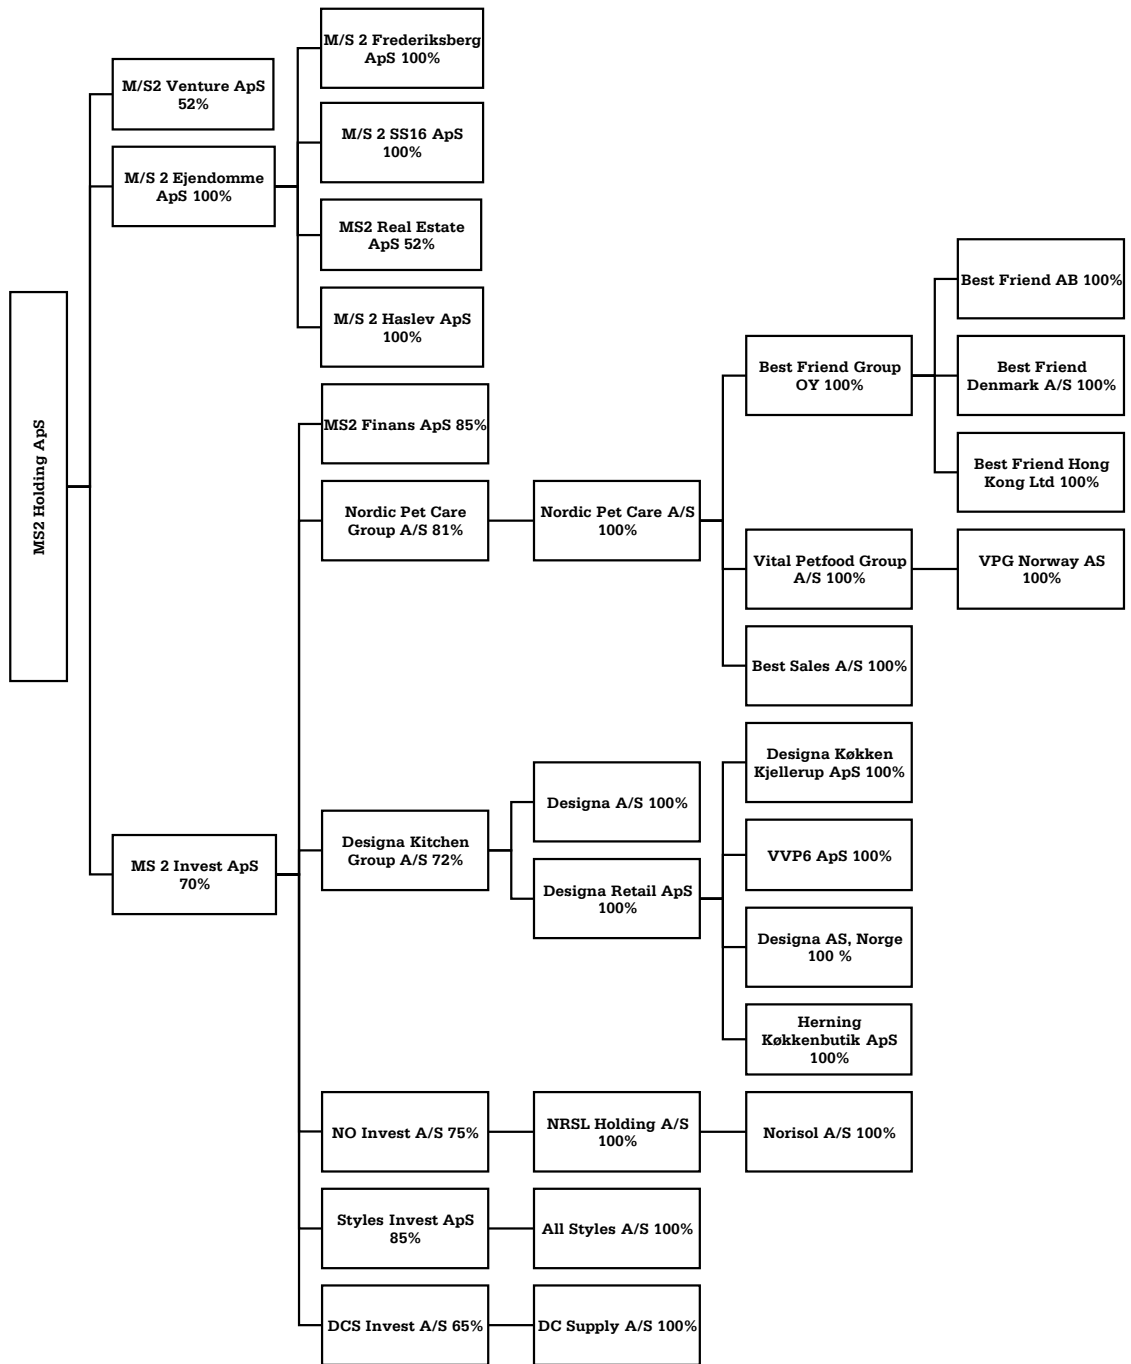 MS2 Holding ApS
M/S2 Venture ApS
52%
M/S 2 Ejendomme
ApS 100%
M/S 2 Frederiksberg
ApS 100%
M/S 2 SS16 ApS
100%
MS2 Real Estate
ApS 52%
M/S 2 Haslev ApS
100%
MS 2 Invest ApS
70%
MS2 Finans ApS 85%
Nordic Pet Care
Group A/S 81%
Nordic Pet Care A/S
100%
Best Friend Group
OY 100%
Best Friend AB 100%
Best Friend
Denmark A/S 100%
Best Friend Hong
Kong Ltd 100%
Vital Petfood Group
A/S 100%
VPG Norway AS
100%
Best Sales A/S 100%
Designa Kitchen
Group A/S 72%
Designa A/S 100%
Designa Retail ApS
100%
Designa Køkken
Kjellerup ApS 100%
VVP6 ApS 100%
Designa AS, Norge
100 %
Herning
Køkkenbutik ApS
100%
NO Invest A/S 75%
NRSL Holding A/S
100%
Norisol A/S 100%
Styles Invest ApS
85%
All Styles A/S 100%
DCS Invest A/S 65%
DC Supply A/S 100%